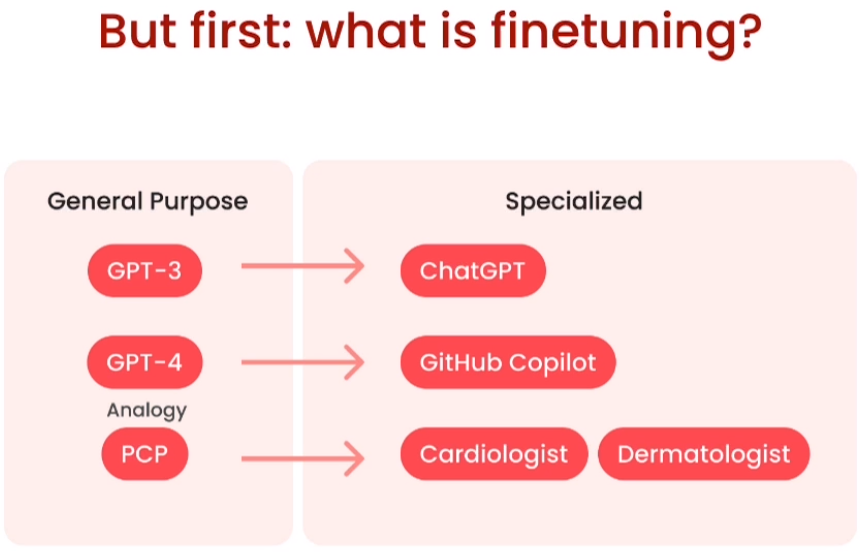 But first: what is finetuning?
General Purpose
Specialized
GPT-3
ChatGPT
GPT-4
GitHub Copilot
Analogy
PCP
Cardiologist
Dermatologist